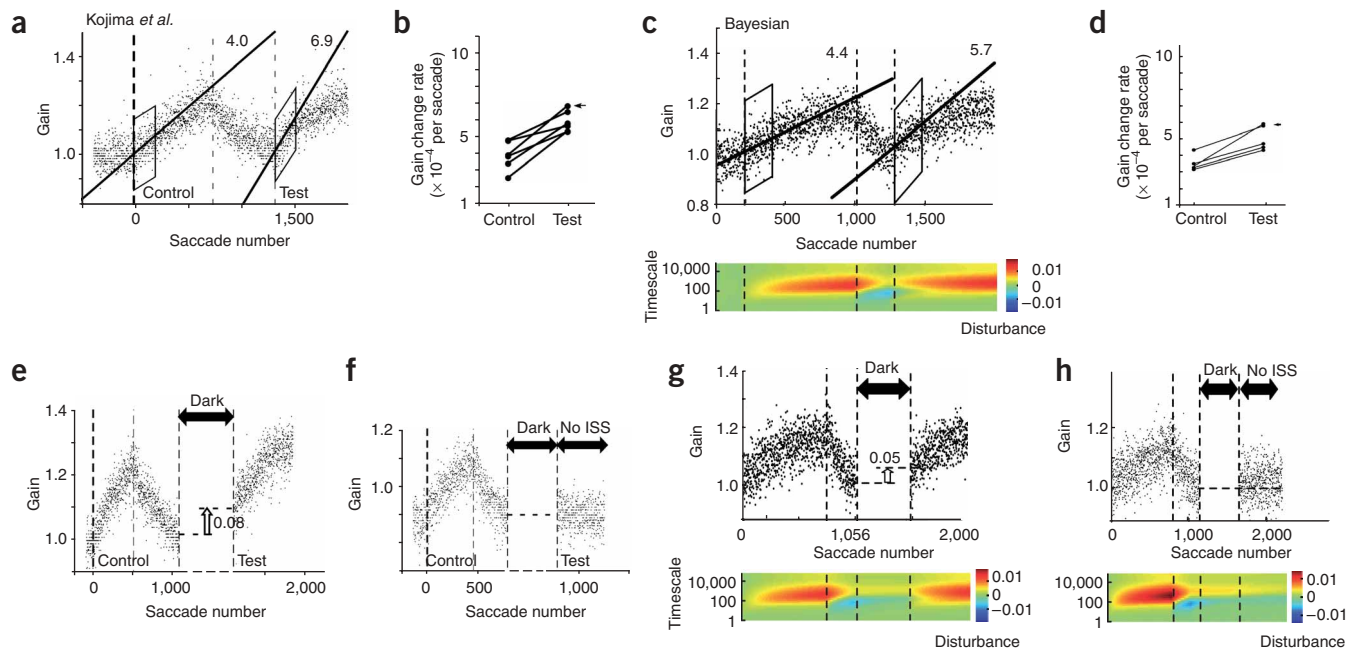 a
Kojima et al.
1.4
1.2
1.0
Gain
4.0
6.9
Control
Test
0
1,500
Saccade number
b
10
5
1
Gain change rate
(× 10⁻⁴ per saccade)
Control
Test
c
Bayesian
1.4
1.2
1.0
0.8
Gain
4.4
5.7
0
500
1,000
1,500
Saccade number
Timescale
10,000
100
1
0.01
0
−0.01
Disturbance
d
10
5
1
Gain change rate
(× 10⁻⁴ per saccade)
Control
Test
e
1.4
1.2
1.0
Gain
Dark
0.08
Control
Test
0
1,000
2,000
Saccade number
f
1.2
1.0
Gain
Dark
No ISS
Control
Test
0
500
1,000
Saccade number
g
1.4
1.2
1.0
Gain
Dark
0.05
0
1,056
2,000
Saccade number
Timescale
10,000
100
1
0.01
0
−0.01
Disturbance
h
1.2
1.0
Gain
Dark
No ISS
0
1,000
2,000
Saccade number
10,000
100
1
0.01
0
−0.01
Disturbance